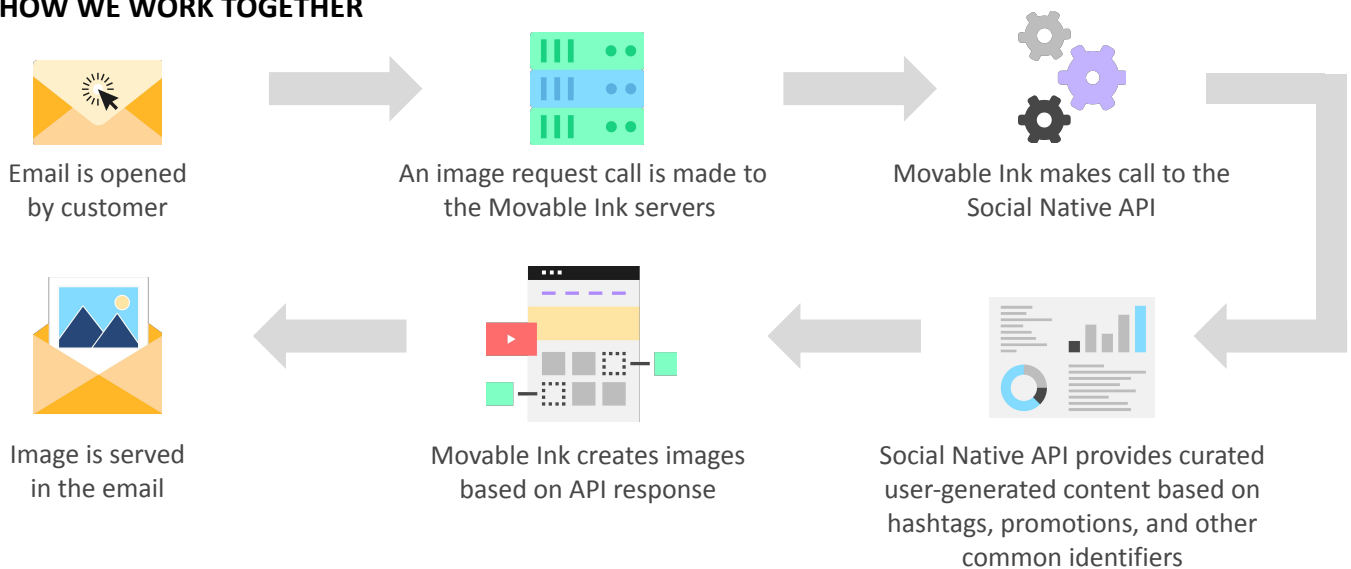 HOW WE WORK TOGETHER
Email is opened
by customer
An image request call is made to
the Movable Ink servers
Movable Ink makes call to the
Social Native API
Image is served
in the email
Movable Ink creates images
based on API response
Social Native API provides curated
user-generated content based on
hashtags, promotions, and other
common identifiers